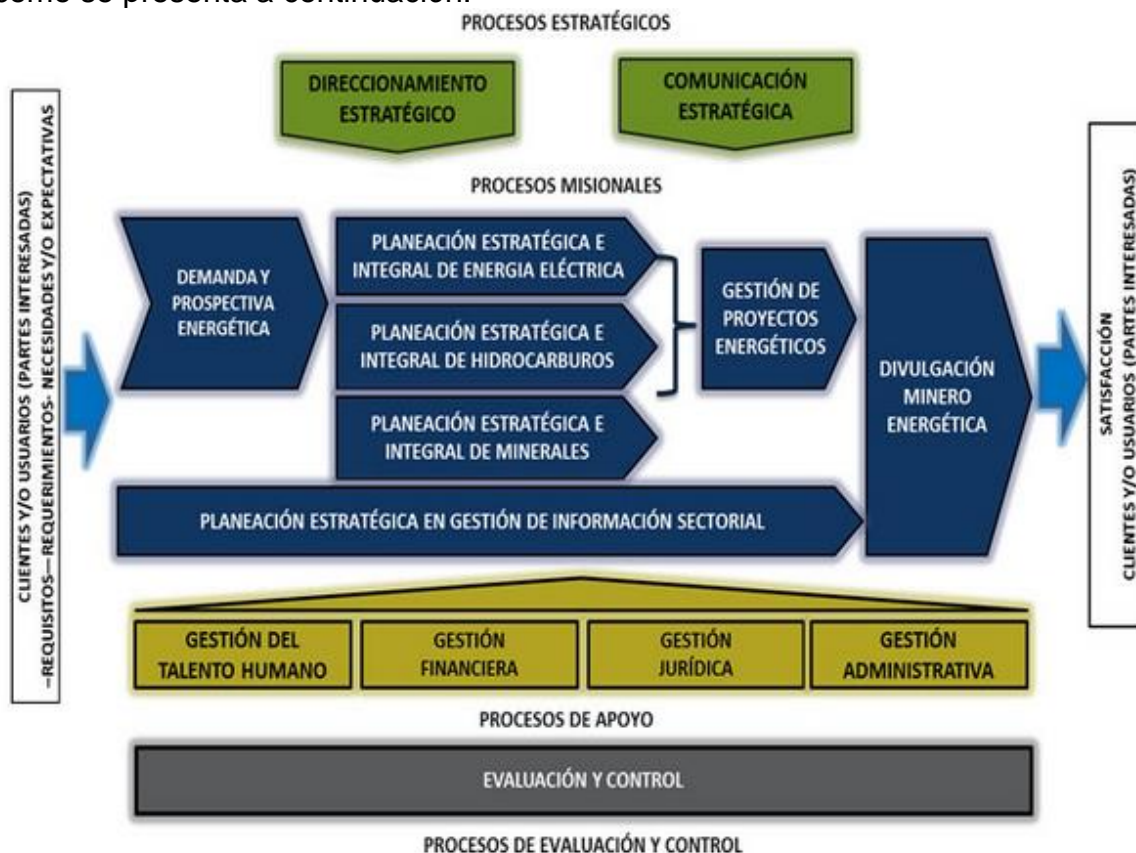 como se presenta a continuación.
PROCESOS ESTRATÉGICOS
DIRECCIONAMIENTO
ESTRATÉGICO
COMUNICACIÓN
ESTRATÉGICA
CLIENTES Y/O USUARIOS (PARTES INTERESADAS)
–REQUISITOS—REQUERIMIENTOS- NECESIDADES Y/O EXPECTATIVAS
PROCESOS MISIONALES
DEMANDA Y
PROSPECTIVA
ENERGÉTICA
PLANEACIÓN ESTRATÉGICA E
INTEGRAL DE ENERGIA ELÉCTRICA
PLANEACIÓN ESTRATÉGICA E
INTEGRAL DE HIDROCARBUROS
PLANEACIÓN ESTRATÉGICA E
INTEGRAL DE MINERALES
GESTIÓN DE
PROYECTOS
ENERGÉTICOS
DIVULGACIÓN
MINERO
ENERGÉTICA
PLANEACIÓN ESTRATÉGICA EN GESTIÓN DE INFORMACIÓN SECTORIAL
SATISFACCIÓN
CLIENTES Y/O USUARIOS (PARTES INTERESADAS)
GESTIÓN DEL
TALENTO HUMANO
GESTIÓN
FINANCIERA
GESTIÓN
JURÍDICA
GESTIÓN
ADMINISTRATIVA
PROCESOS DE APOYO
EVALUACIÓN Y CONTROL
PROCESOS DE EVALUACIÓN Y CONTROL